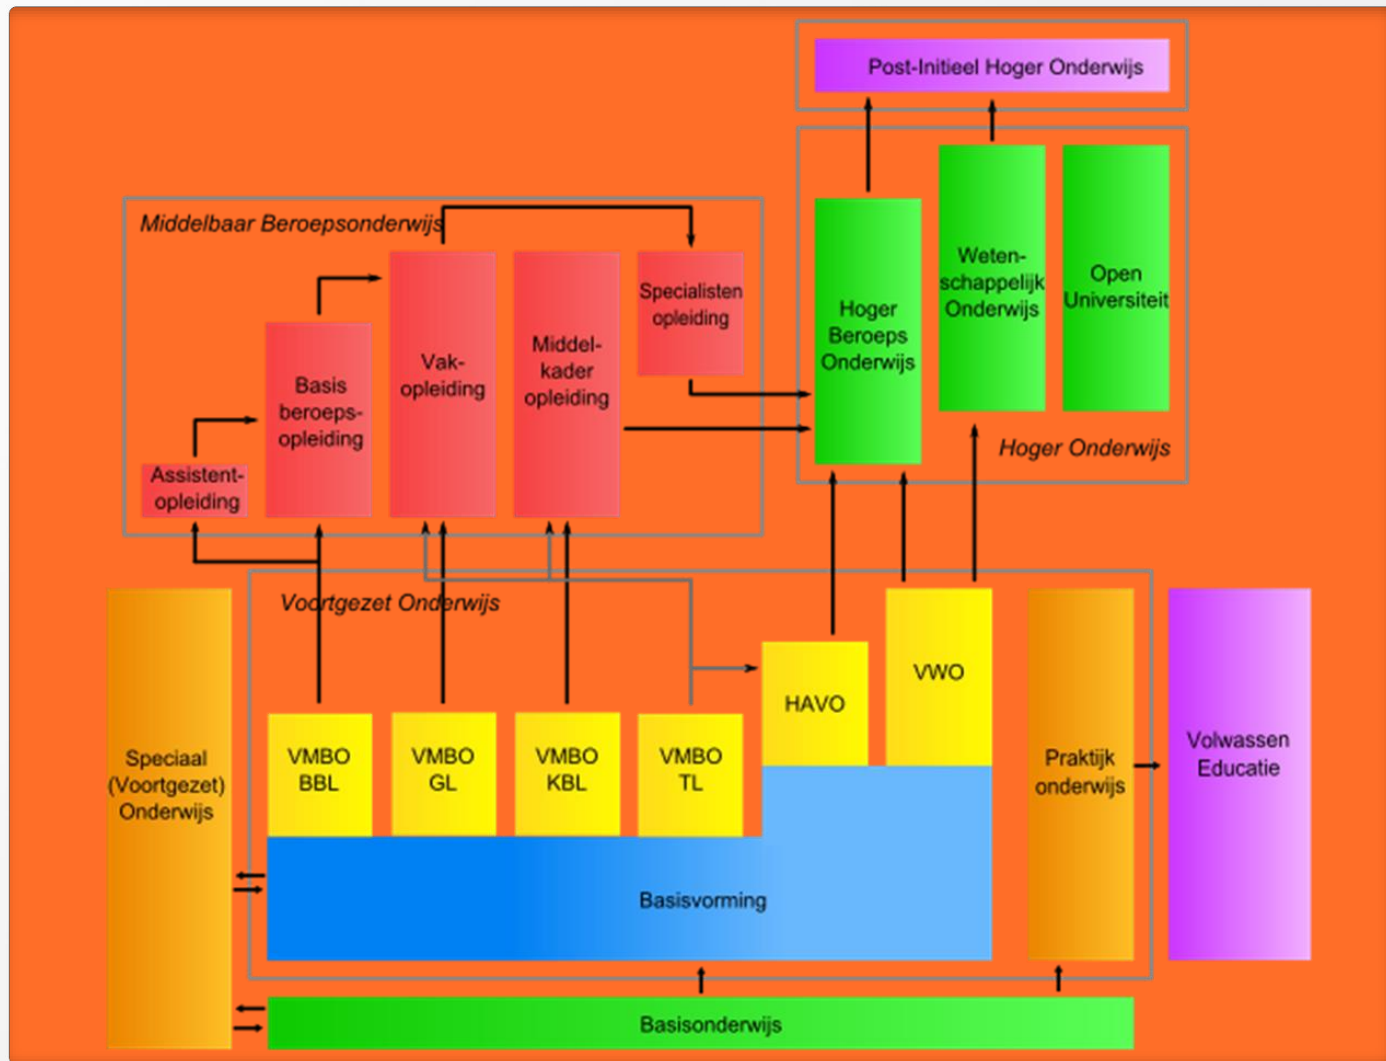 Post-Initieel Hoger Onderwijs
Middelbaar Beroepsonderwijs
Specialisten
opleiding
Weten-
schappelijk
Onderwijs
Open
Universiteit
Hoger
Beroeps
Onderwijs
Middel-
kader
opleiding
Vak-
opleiding
Basis
beroeps-
opleiding
Assistent-
opleiding
Hoger Onderwijs
Voortgezet Onderwijs
VMBO
BBL
VMBO
GL
VMBO
KBL
VMBO
TL
HAVO
VWO
Speciaal
(Voortgezet)
Onderwijs
Praktijk
onderwijs
Volwassen
Educatie
Basisvorming
Basisonderwijs